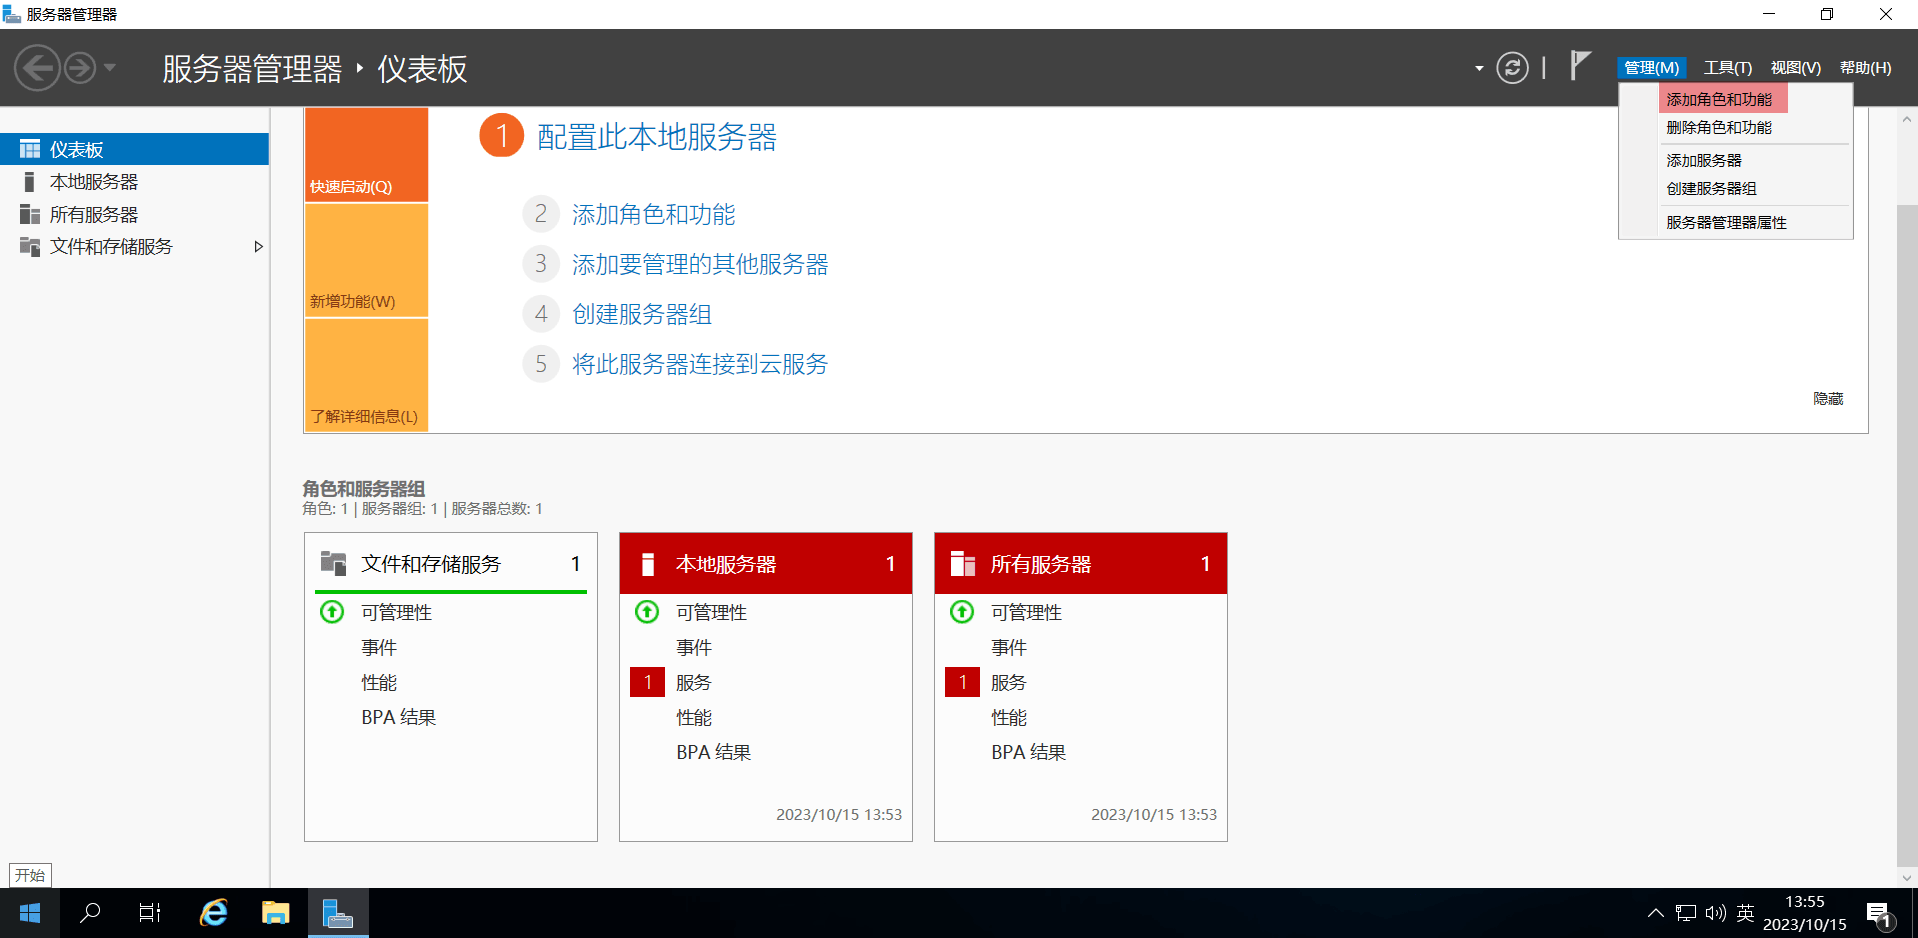 服务器管理器
服务器管理器 ‣ 仪表板
管理(M) 工具(T) 视图(V) 帮助(H)
添加角色和功能
删除角色和功能
添加服务器
创建服务器组
服务器管理器属性
仪表板
本地服务器
所有服务器
文件和存储服务
快速启动(Q)
新增功能(W)
了解详细信息(L)
1 配置此本地服务器
2 添加角色和功能
3 添加要管理的其他服务器
4 创建服务器组
5 将此服务器连接到云服务
隐藏
角色和服务器组
角色: 1 | 服务器组: 1 | 服务器总数: 1
文件和存储服务 1
可管理性
事件
性能
BPA 结果
本地服务器 1
可管理性
事件
1 服务
性能
BPA 结果
2023/10/15 13:53
所有服务器 1
可管理性
事件
1 服务
性能
BPA 结果
2023/10/15 13:53
开始
英
13:55
2023/10/15
1